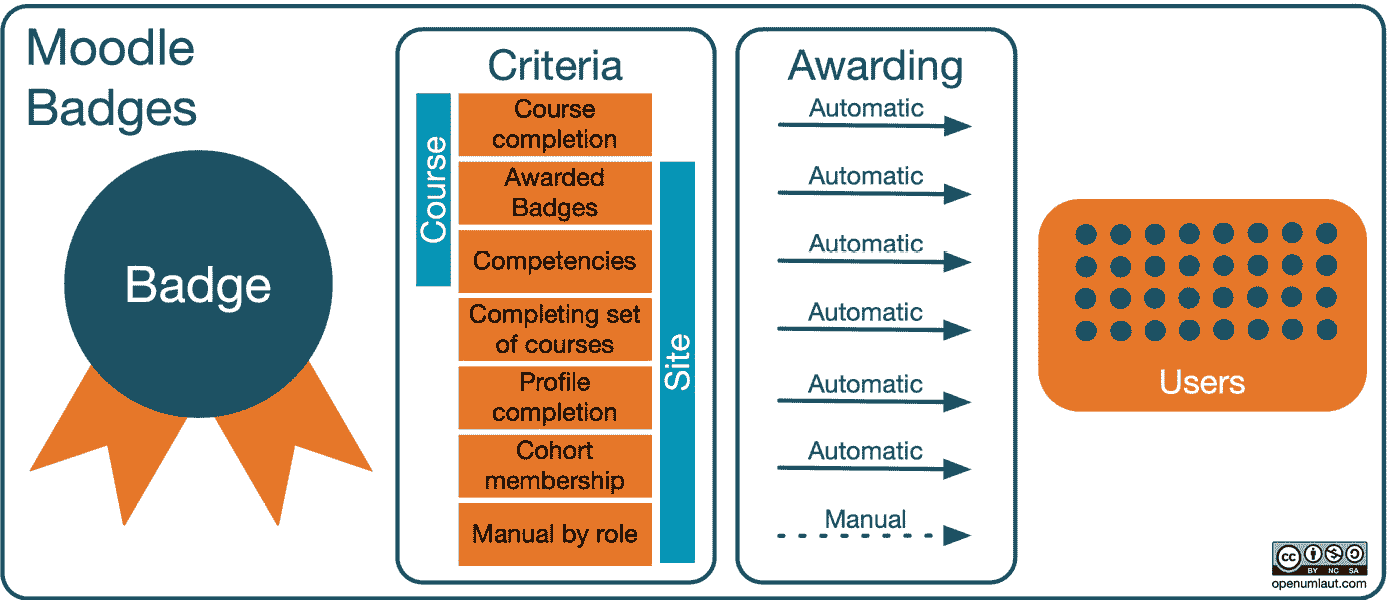 Moodle
Badges
Badge
Criteria
Course
Course
completion
Awarded
Badges
Competencies
Completing set
of courses
Profile
completion
Cohort
membership
Manual by role
Site
Awarding
Automatic
Automatic
Automatic
Automatic
Automatic
Automatic
Manual
Users
cc
BY NC SA
openumlaut.com